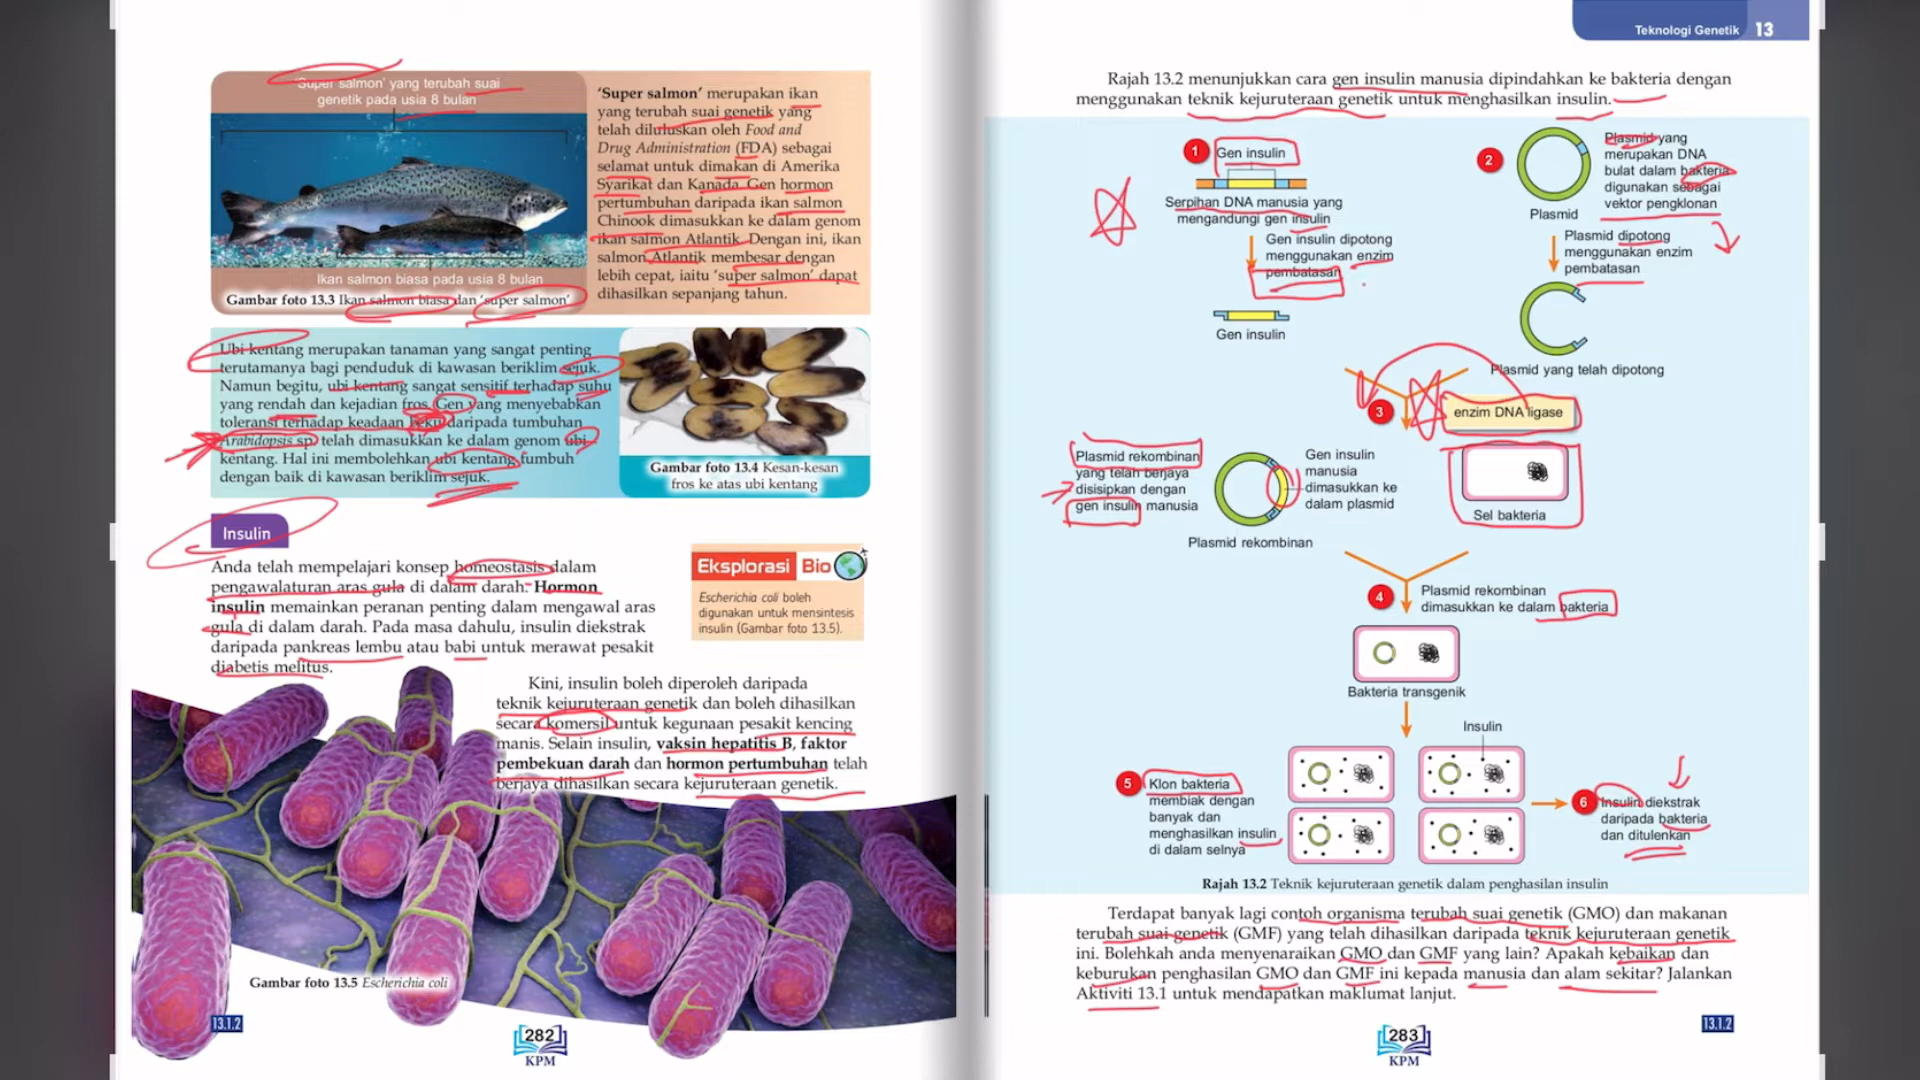 'Super salmon' yang terubah suai
genetik pada usia 8 bulan
Ikan salmon biasa pada usia 8 bulan
Gambar foto 13.3 Ikan salmon biasa dan 'super salmon'
'Super salmon' merupakan ikan
yang terubah suai genetik yang
telah diluluskan oleh Food and
Drug Administration (FDA) sebagai
selamat untuk dimakan di Amerika
Syarikat dan Kanada. Gen hormon
pertumbuhan daripada ikan salmon
Chinook dimasukkan ke dalam genom
ikan salmon Atlantik. Dengan ini, ikan
salmon Atlantik membesar dengan
lebih cepat, iaitu 'super salmon' dapat
dihasilkan sepanjang tahun.
Ubi kentang merupakan tanaman yang sangat penting
terutamanya bagi penduduk di kawasan beriklim sejuk.
Namun begitu, ubi kentang sangat sensitif terhadap suhu
yang rendah dan kejadian fros. Gen yang menyebabkan
toleransi terhadap keadaan beku daripada tumbuhan
Arabidopsis sp. telah dimasukkan ke dalam genom ubi
kentang. Hal ini membolehkan ubi kentang tumbuh
dengan baik di kawasan beriklim sejuk.
Gambar foto 13.4 Kesan-kesan
fros ke atas ubi kentang
Insulin
Anda telah mempelajari konsep homeostasis dalam
pengawalaturan aras gula di dalam darah. Hormon
insulin memainkan peranan penting dalam mengawal aras
gula di dalam darah. Pada masa dahulu, insulin diekstrak
daripada pankreas lembu atau babi untuk merawat pesakit
diabetis melitus.
Eksplorasi Bio
Escherichia coli boleh
digunakan untuk mensintesis
insulin (Gambar foto 13.5).
Kini, insulin boleh diperoleh daripada
teknik kejuruteraan genetik dan boleh dihasilkan
secara komersil untuk kegunaan pesakit kencing
manis. Selain insulin, vaksin hepatitis B, faktor
pembekuan darah dan hormon pertumbuhan telah
berjaya dihasilkan secara kejuruteraan genetik.
Gambar foto 13.5 Escherichia coli
13.1.2
282
KPM
Teknologi Genetik 13
Rajah 13.2 menunjukkan cara gen insulin manusia dipindahkan ke bakteria dengan
menggunakan teknik kejuruteraan genetik untuk menghasilkan insulin.
1
Gen insulin
Serpihan DNA manusia yang
mengandungi gen insulin
Gen insulin dipotong
menggunakan enzim
pembatasan
Gen insulin
2
Plasmid
Plasmid yang
merupakan DNA
bulat dalam bakteria
digunakan sebagai
vektor pengklonan
Plasmid dipotong
menggunakan enzim
pembatasan
Plasmid yang telah dipotong
3
enzim DNA ligase
Plasmid rekombinan
yang telah berjaya
disisipkan dengan
gen insulin manusia
Gen insulin
manusia
dimasukkan ke
dalam plasmid
Plasmid rekombinan
Sel bakteria
4
Plasmid rekombinan
dimasukkan ke dalam bakteria
Bakteria transgenik
Insulin
5
Klon bakteria
membiak dengan
banyak dan
menghasilkan insulin
di dalam selnya
6
Insulin diekstrak
daripada bakteria
dan ditulenkan
Rajah 13.2 Teknik kejuruteraan genetik dalam penghasilan insulin
Terdapat banyak lagi contoh organisma terubah suai genetik (GMO) dan makanan
terubah suai genetik (GMF) yang telah dihasilkan daripada teknik kejuruteraan genetik
ini. Bolehkah anda menyenaraikan GMO dan GMF yang lain? Apakah kebaikan dan
keburukan penghasilan GMO dan GMF ini kepada manusia dan alam sekitar? Jalankan
Aktiviti 13.1 untuk mendapatkan maklumat lanjut.
283
KPM
13.1.2